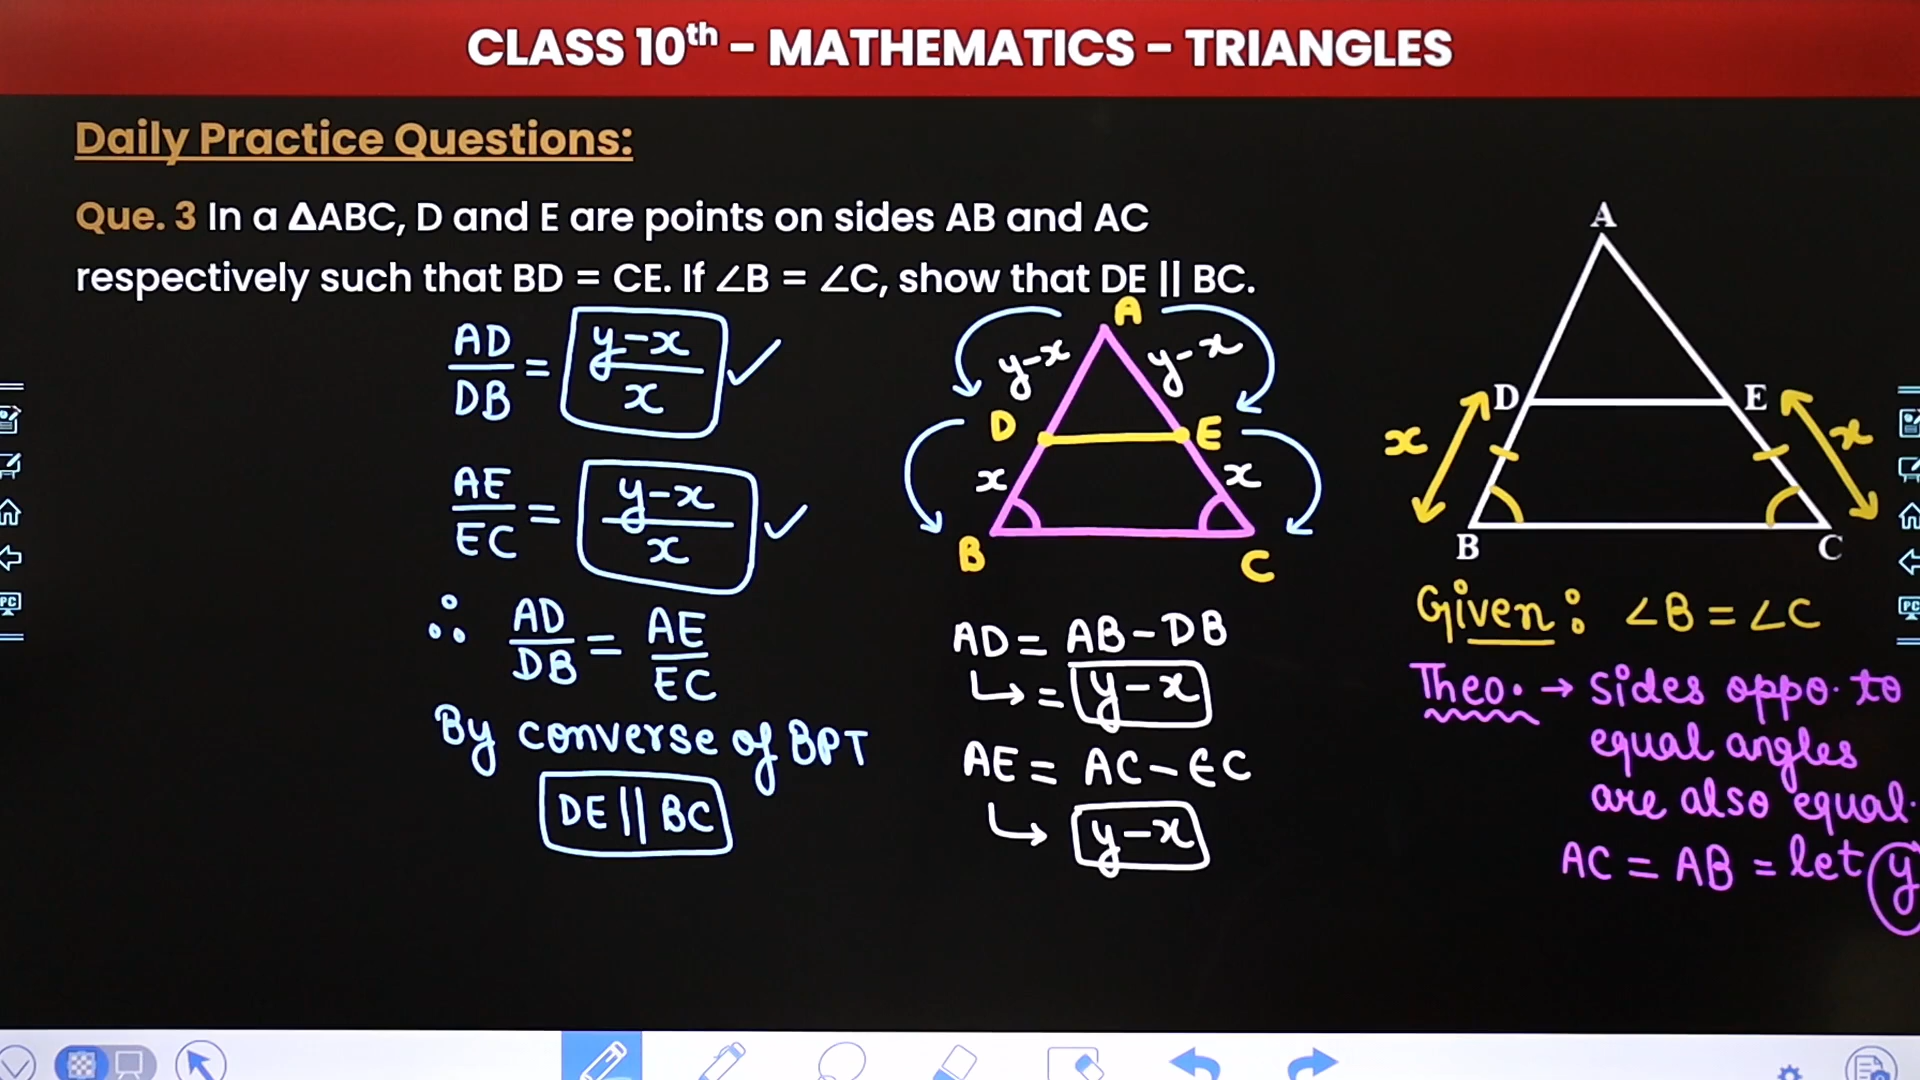 CLASS 10th – MATHEMATICS – TRIANGLES
Daily Practice Questions:
Que. 3 In a ΔABC, D and E are points on sides AB and AC
respectively such that BD = CE. If ∠B = ∠C, show that DE || BC.
AD/DB = y-x/x ✓
AE/EC = y-x/x ✓
∴ AD/DB = AE/EC
By converse of BPT
DE || BC
A
y-x y-x
D E
x x
B C
AD = AB - DB
↳ = y-x
AE = AC - EC
↳ y-x
A
D E
x x
B C
Given: ∠B = ∠C
Theo. → sides oppo. to
equal angles
are also equal.
AC = AB = let y
PC
PC